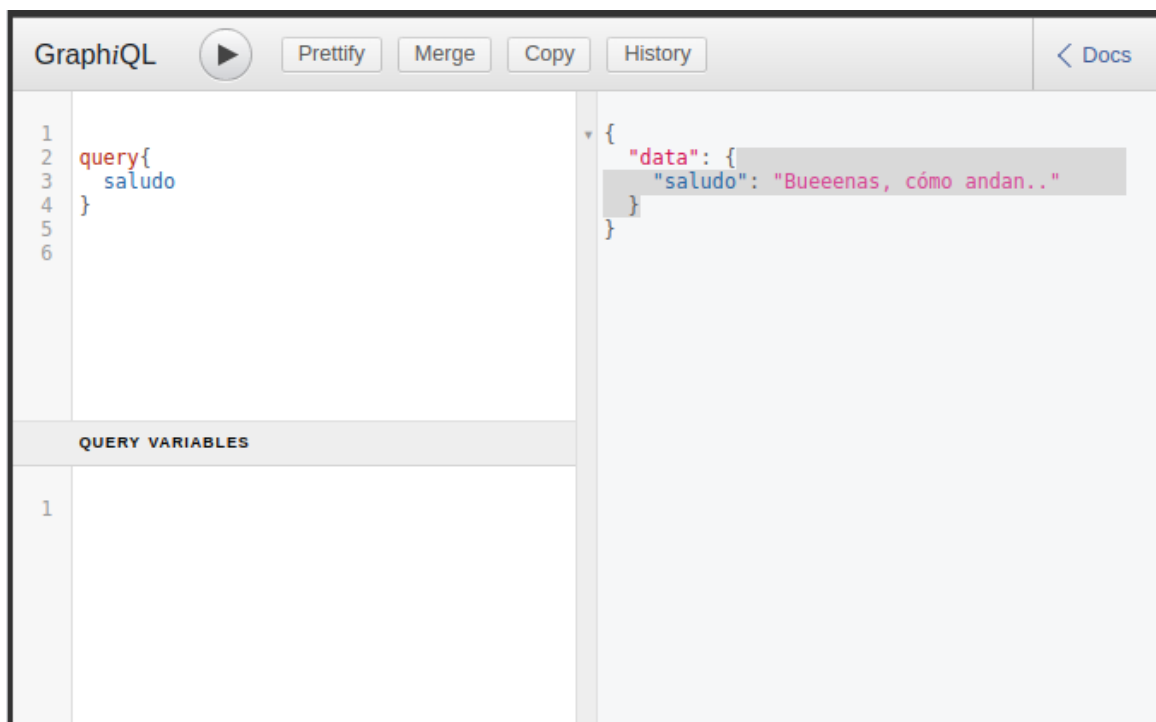 GraphiQL
Prettify
Merge
Copy
History
Docs
1
2 query{
3 saludo
4 }
5
6
QUERY VARIABLES
1
{
"data": {
"saludo": "Bueeenas, cómo andan.."
}
}